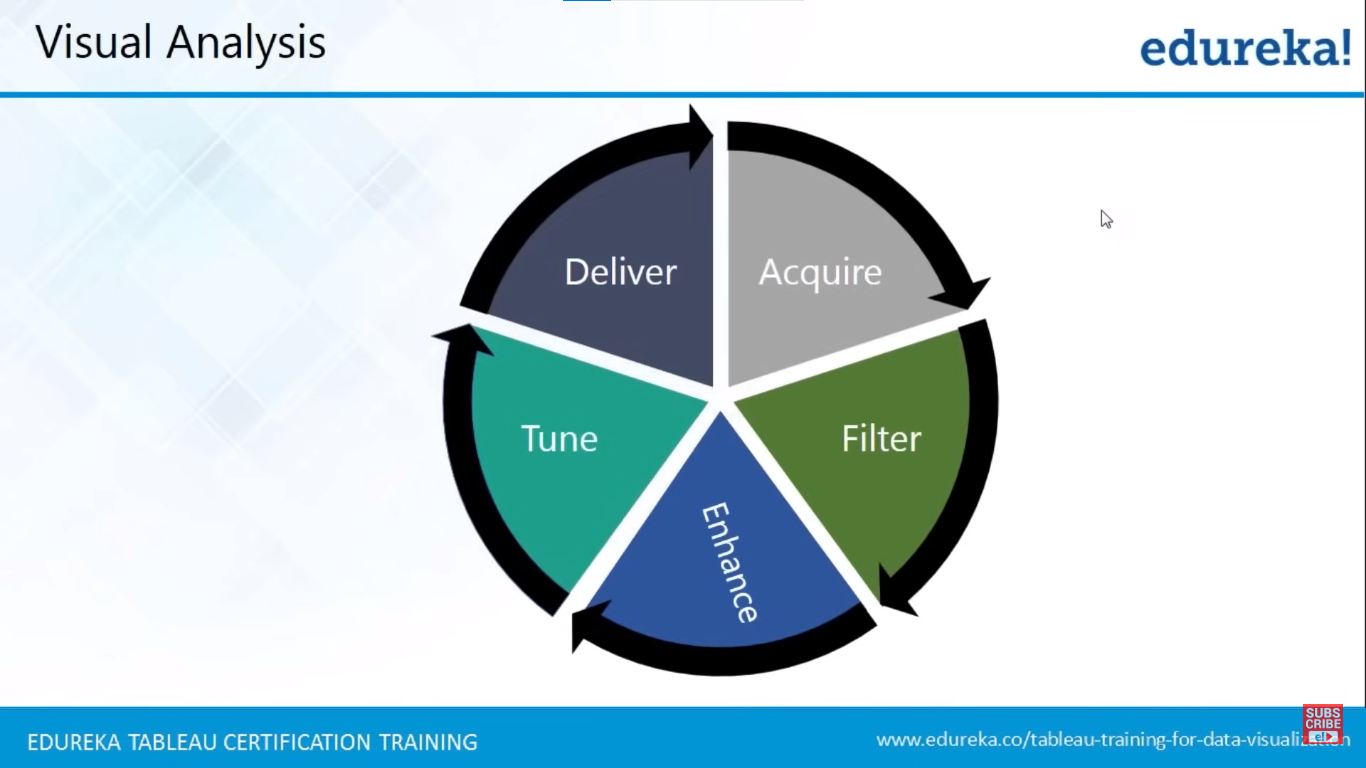 Visual Analysis
edureka!
Deliver
Acquire
Tune
Filter
Enhance
SUBS
CRIBE
e!
EDUREKA TABLEAU CERTIFICATION TRAINING
www.edureka.co/tableau-training-for-data-visualization